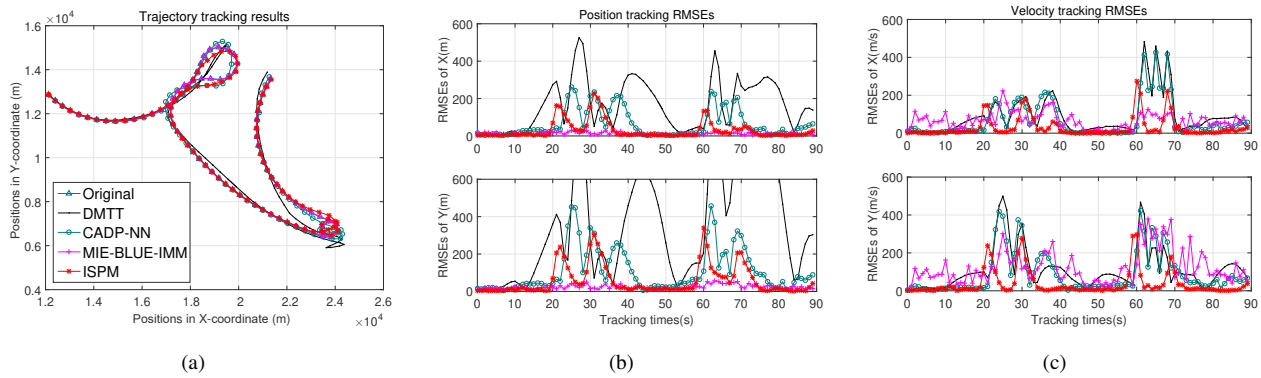 Trajectory tracking results
×10⁴
1.6
1.4
1.2
1
0.8
0.6
0.4
Positions in Y-coordinate (m)
Original
DMTT
CADP-NN
MIE-BLUE-IMM
ISPM
1.2 1.4 1.6 1.8 2 2.2 2.4 2.6
Positions in X-coordinate (m)
×10⁴
(a)
Position tracking RMSEs
600
400
200
0
RMSEs of X(m)
0 10 20 30 40 50 60 70 80 90
600
400
200
0
RMSEs of Y(m)
0 10 20 30 40 50 60 70 80 90
Tracking times(s)
(b)
Velocity tracking RMSEs
600
400
200
0
RMSEs of X(m/s)
0 10 20 30 40 50 60 70 80 90
600
400
200
0
RMSEs of Y(m/s)
0 10 20 30 40 50 60 70 80 90
Tracking times(s)
(c)